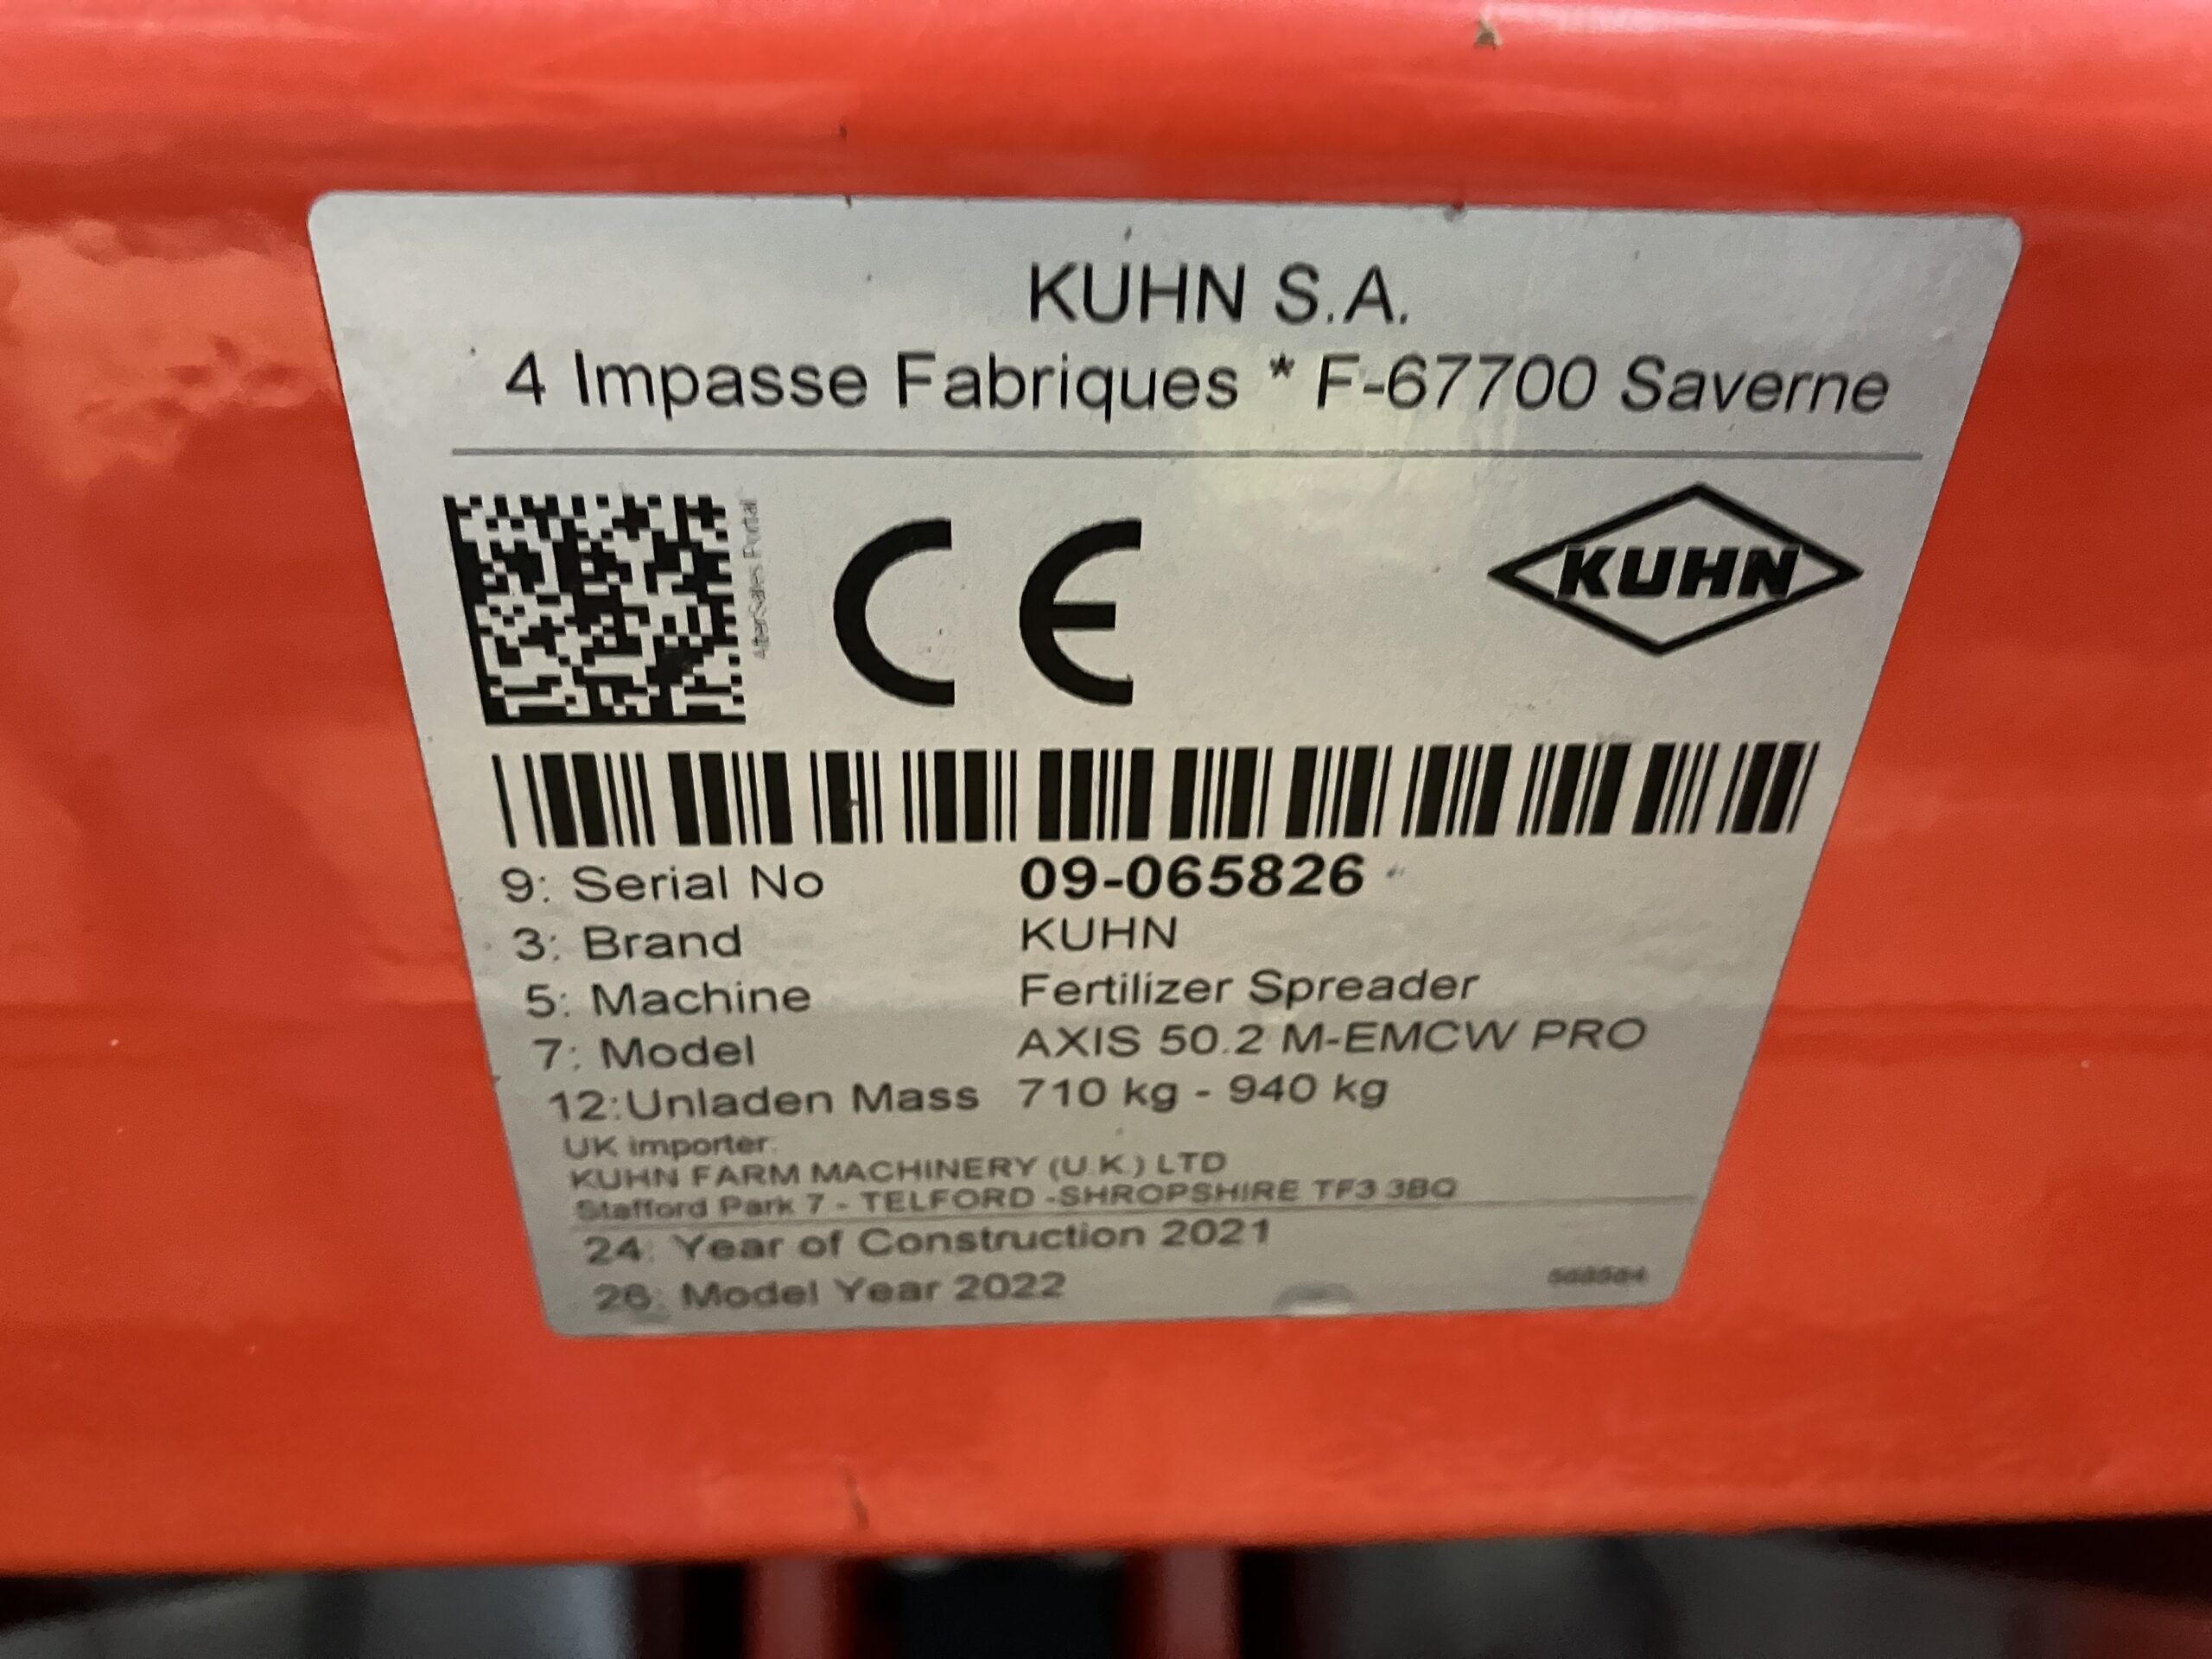 KUHN S.A.
4 Impasse Fabriques * F-67700 Saverne
AfterSales Portal
CE
KUHN
9: Serial No 09-065826
3: Brand KUHN
5: Machine Fertilizer Spreader
7: Model AXIS 50.2 M-EMCW PRO
12:Unladen Mass 710 kg - 940 kg
UK importer:
KUHN FARM MACHINERY (U.K.) LTD
Stafford Park 7 - TELFORD -SHROPSHIRE TF3 3BQ
24: Year of Construction 2021
26: Model Year 2022